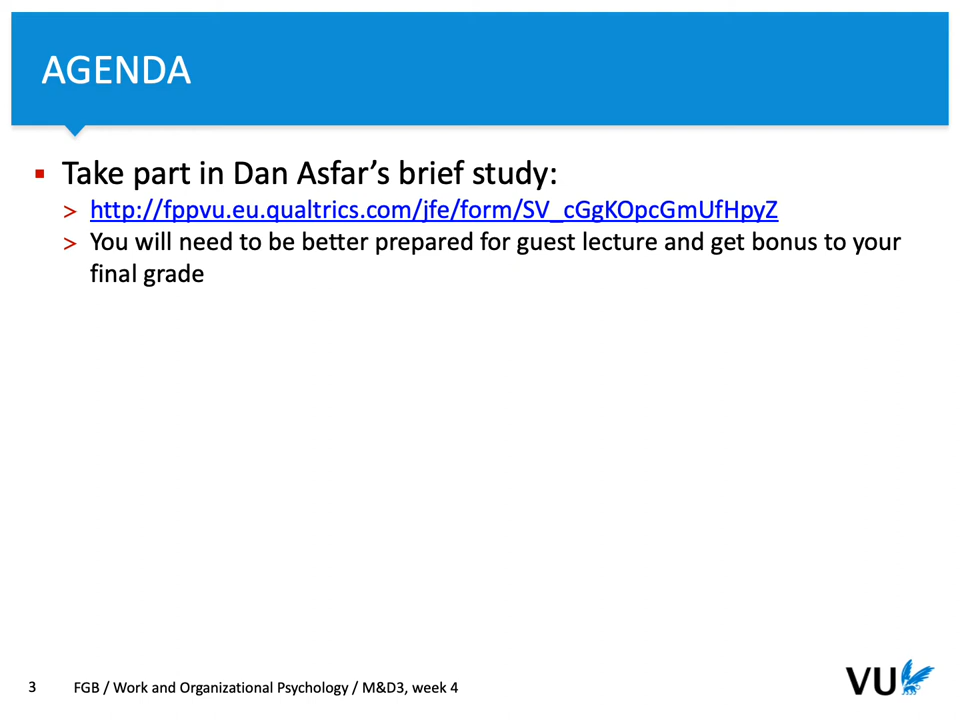 AGENDA
▪ Take part in Dan Asfar’s brief study:
> http://fppvu.eu.qualtrics.com/jfe/form/SV_cGgKOpcGmUfHpyZ
> You will need to be better prepared for guest lecture and get bonus to your
final grade
3 FGB / Work and Organizational Psychology / M&D3, week 4
VU